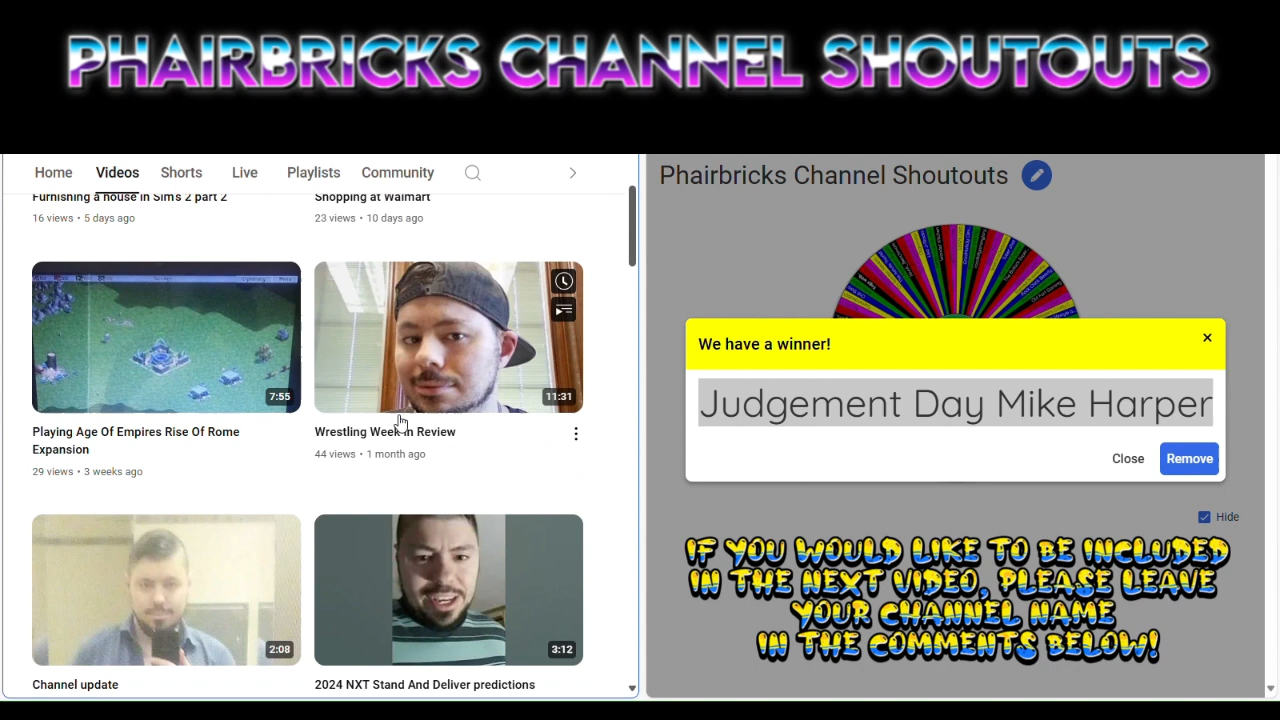 PHAIRBRICKS CHANNEL SHOUTOUTS
Home Videos Shorts Live Playlists Community
Furnishing a house in Sim's 2 part 2
16 views • 5 days ago
Shopping at Walmart
23 views • 10 days ago
7:55
Playing Age Of Empires Rise Of Rome
Expansion
29 views • 3 weeks ago
11:31
Wrestling Week in Review
44 views • 1 month ago
2:08
Channel update
3:12
2024 NXT Stand And Deliver predictions
Phairbricks Channel Shoutouts
We have a winner!
Judgement Day Mike Harper
Close Remove
Hide
IF YOU WOULD LIKE TO BE INCLUDED
IN THE NEXT VIDEO, PLEASE LEAVE
YOUR CHANNEL NAME
IN THE COMMENTS BELOW!